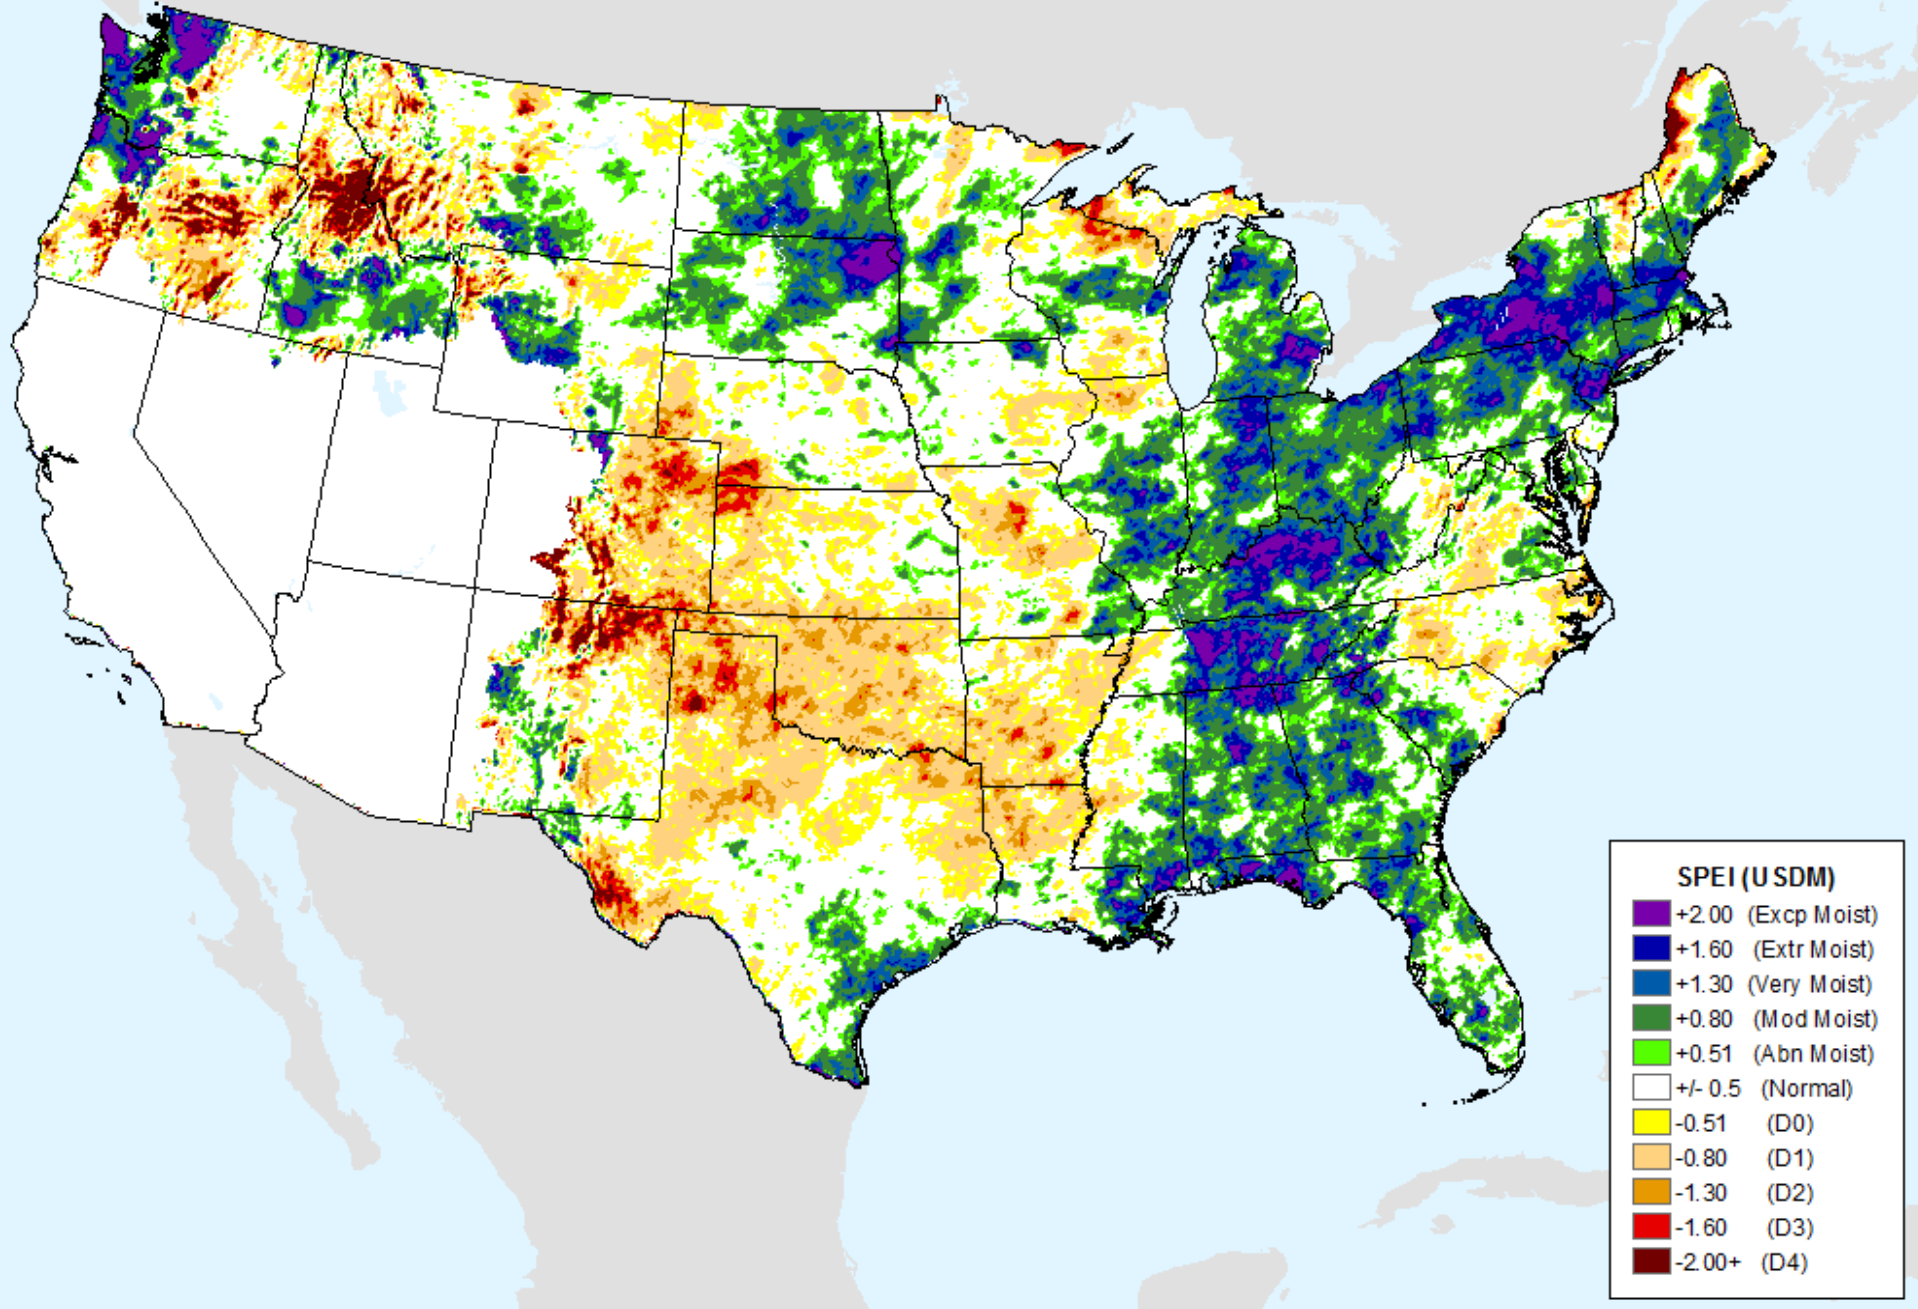 SPEI (USDM)
+2.00 (Excp Moist)
+1.60 (Extr Moist)
+1.30 (Very Moist)
+0.80 (Mod Moist)
+0.51 (Abn Moist)
+/- 0.5 (Normal)
-0.51 (D0)
-0.80 (D1)
-1.30 (D2)
-1.60 (D3)
-2.00+ (D4)